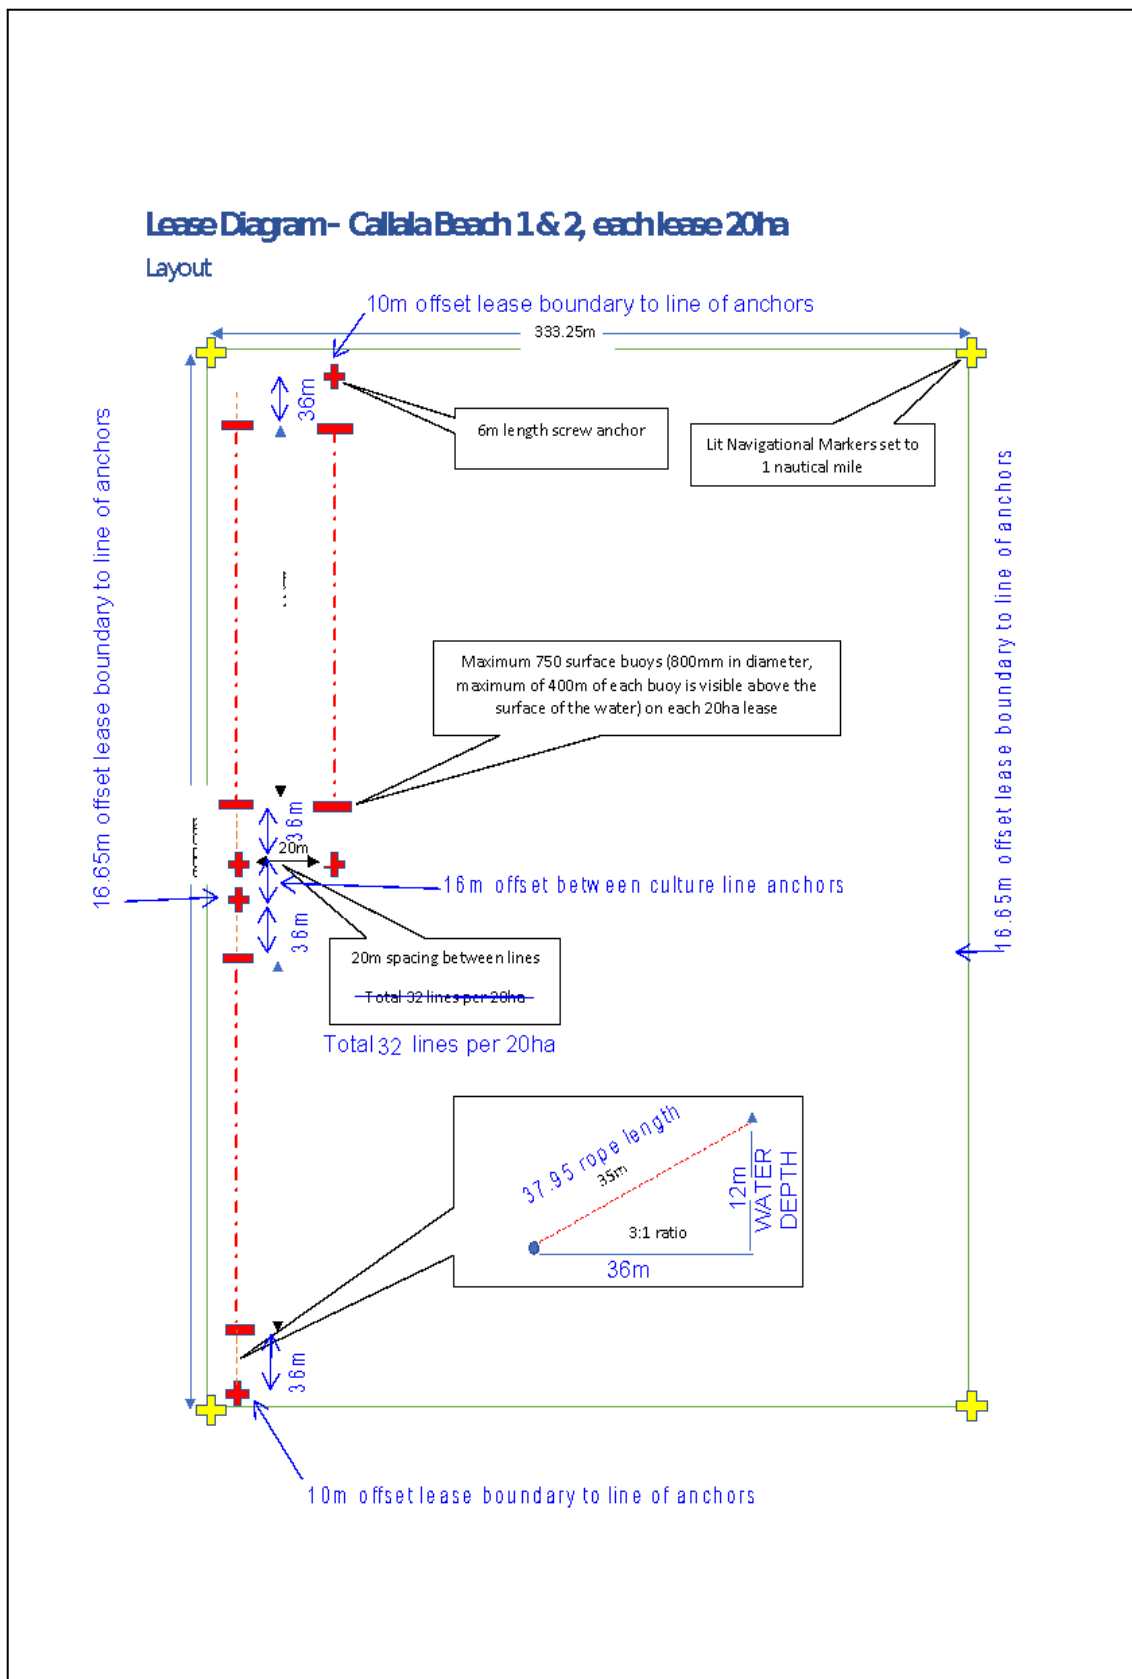 Lease Diagram - Callala Beach 1 & 2, each lease 20ha
Layout
10m offset lease boundary to line of anchors
333.25m
36m
6m length screw anchor
Lit Navigational Markers set to
1 nautical mile
16.65m offset lease boundary to line of anchors
16.65m offset lease boundary to line of anchors
Maximum 750 surface buoys (800mm in diameter,
maximum of 400m of each buoy is visible above the
surface of the water) on each 20ha lease
36m
20m
16m offset between culture line anchors
36m
20m spacing between lines
Total 32 lines per 20ha
Total 32 lines per 20ha
37.95 rope length
35m
12m
WATER
DEPTH
3:1 ratio
36m
36m
10m offset lease boundary to line of anchors